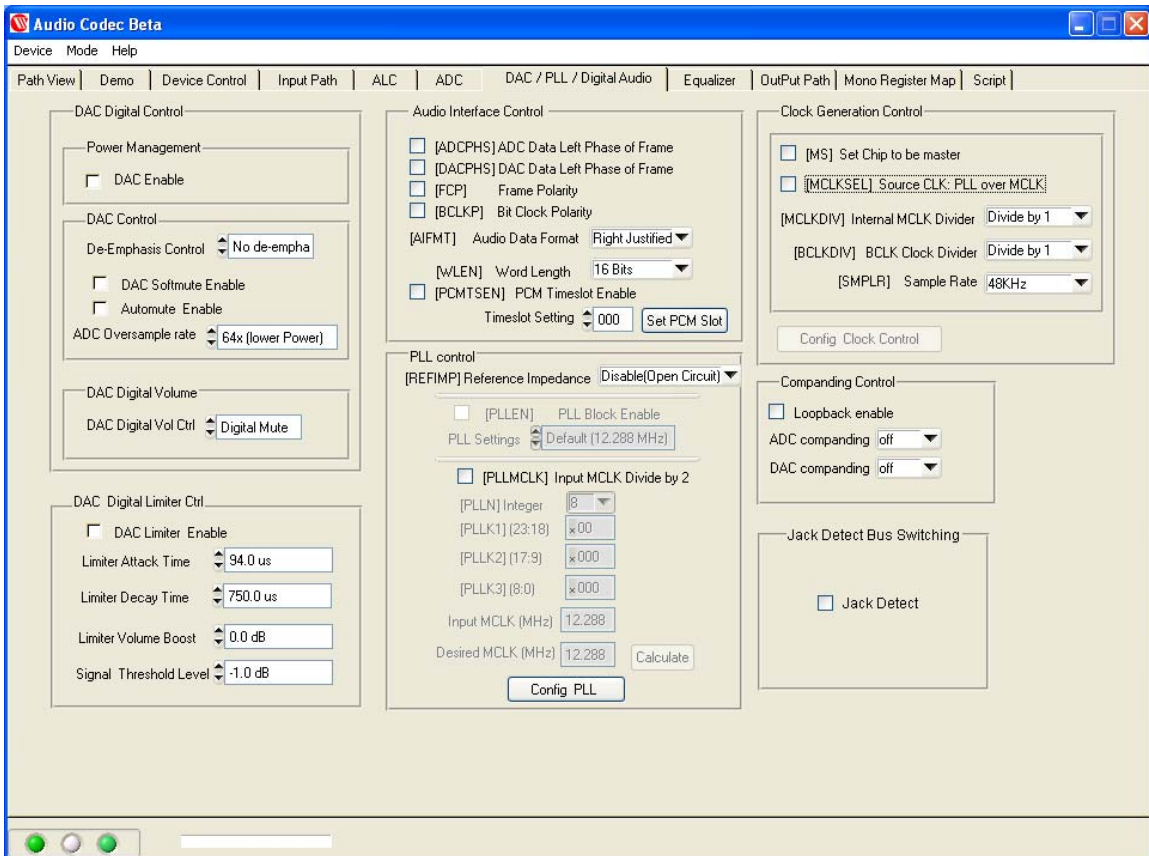 Audio Codec Beta
Device Mode Help
Path View Demo Device Control Input Path ALC ADC DAC / PLL / Digital Audio Equalizer OutPut Path Mono Register Map Script
DAC Digital Control
Power Management
DAC Enable
DAC Control
De-Emphasis Control No de-empha
DAC Softmute Enable
Automute Enable
ADC Oversample rate 64x (lower Power)
DAC Digital Volume
DAC Digital Vol Ctrl Digital Mute
DAC Digital Limiter Ctrl
DAC Limiter Enable
Limiter Attack Time 94.0 us
Limiter Decay Time 750.0 us
Limiter Volume Boost 0.0 dB
Signal Threshold Level -1.0 dB
Audio Interface Control
[ADCPHS] ADC Data Left Phase of Frame
[DACPHS] DAC Data Left Phase of Frame
[FCP] Frame Polarity
[BCLKP] Bit Clock Polarity
[AIFMT] Audio Data Format Right Justified
[WLEN] Word Length 16 Bits
[PCMTSEN] PCM Timeslot Enable
Timeslot Setting 000 Set PCM Slot
PLL control
[REFIMP] Reference Impedance Disable(Open Circuit)
[PLLEN] PLL Block Enable
PLL Settings Default (12.288 MHz)
[PLLMCLK] Input MCLK Divide by 2
[PLLN] Integer 8
[PLLK1] (23:18) x00
[PLLK2] (17:9) x000
[PLLK3] (8:0) x000
Input MCLK (MHz) 12.288
Desired MCLK (MHz) 12.288 Calculate
Config PLL
Clock Generation Control
[MS] Set Chip to be master
[MCLKSEL] Source CLK: PLL over MCLK
[MCLKDIV] Internal MCLK Divider Divide by 1
[BCLKDIV] BCLK Clock Divider Divide by 1
[SMPLR] Sample Rate 48KHz
Config Clock Control
Companding Control
Loopback enable
ADC companding off
DAC companding off
Jack Detect Bus Switching
Jack Detect